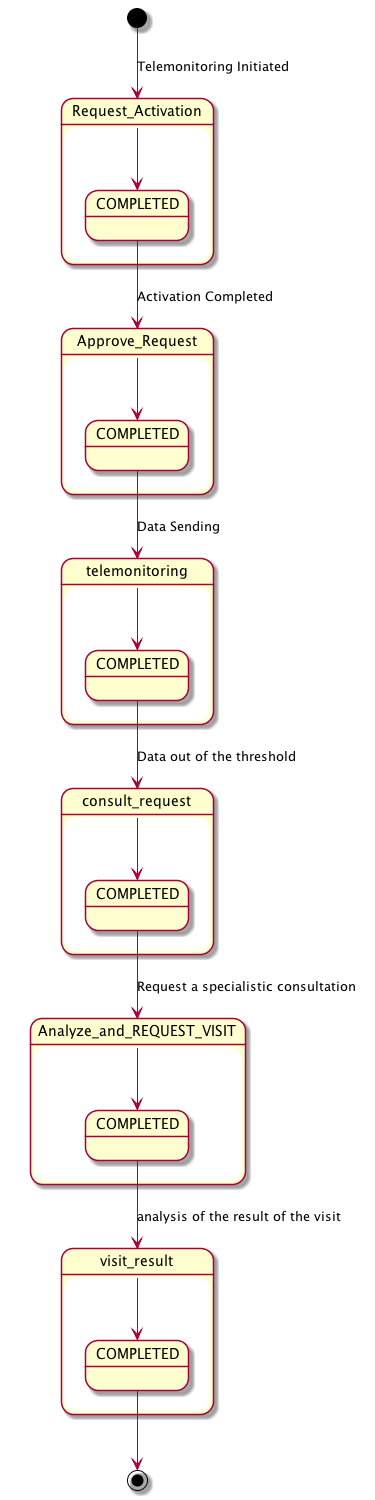 Telemonitoring Initiated
Request_Activation
COMPLETED
Activation Completed
Approve_Request
COMPLETED
Data Sending
telemonitoring
COMPLETED
Data out of the threshold
consult_request
COMPLETED
Request a specialistic consultation
Analyze_and_REQUEST_VISIT
COMPLETED
analysis of the result of the visit
visit_result
COMPLETED